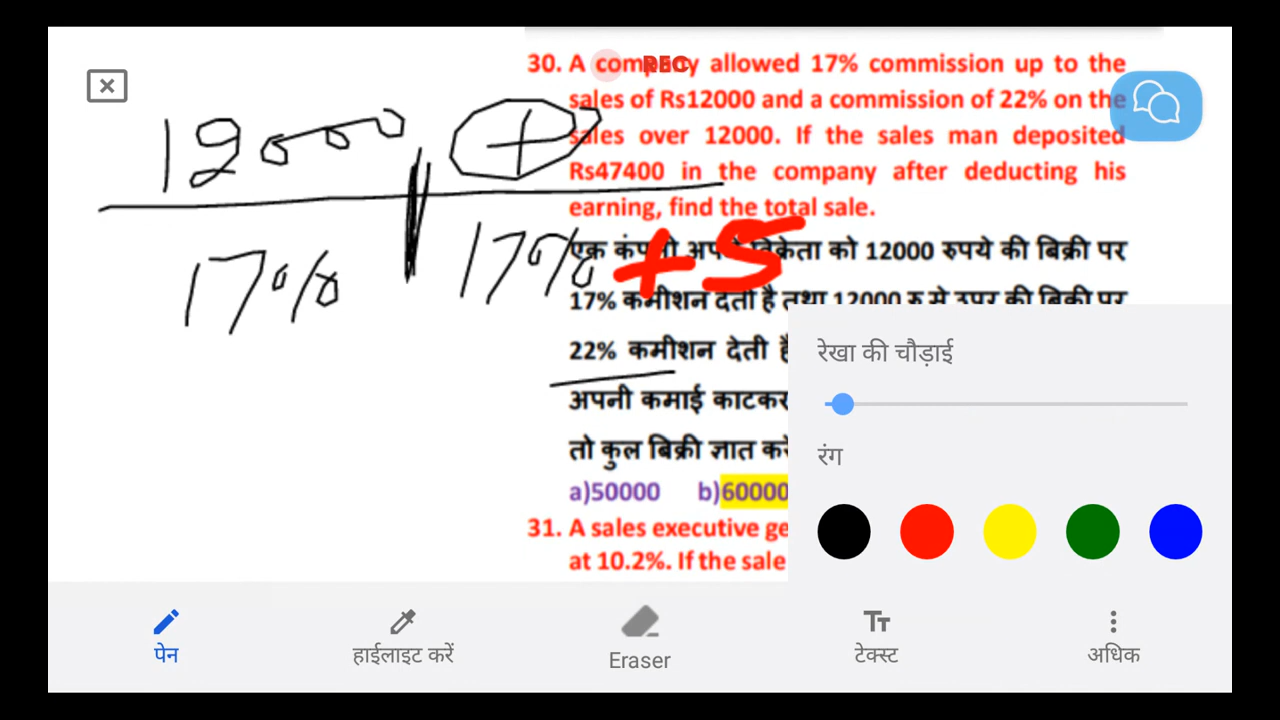 30. A company allowed 17% commission up to the
sales of Rs12000 and a commission of 22% on the
sales over 12000. If the sales man deposited
Rs47400 in the company after deducting his
earning, find the total sale.
एक कंपनी अपने विक्रेता को 12000 रुपये की बिक्री पर
17% कमीशन देती है तथा 12000 रु से उपर की बिक्री पर
22% कमीशन देती है
अपनी कमाई काटकर
तो कुल बिक्री ज्ञात करें
a)50000 b)60000
31. A sales executive ge
at 10.2%. If the sale
REC
12000 +
17% 17% +5
रेखा की चौड़ाई
रंग
पेन हाईलाइट करें Eraser टेक्स्ट अधिक